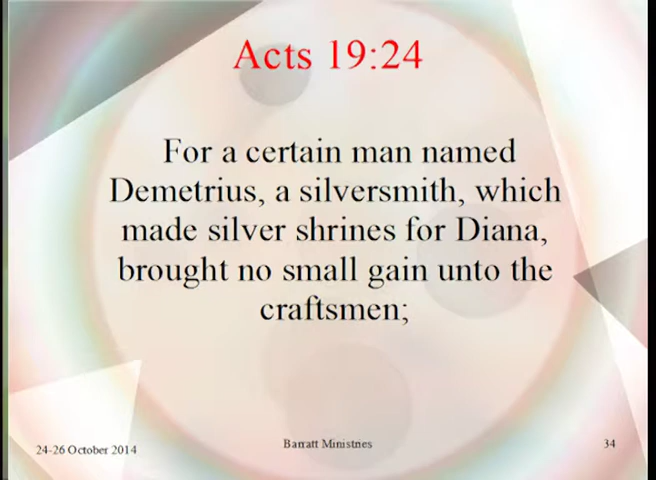 Acts 19:24
For a certain man named
Demetrius, a silversmith, which
made silver shrines for Diana,
brought no small gain unto the
craftsmen;
24-26 October 2014
Barratt Ministries
34